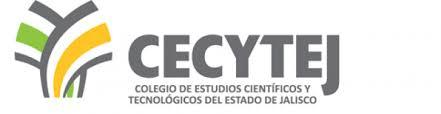 CECYTEJ
COLEGIO DE ESTUDIOS CIENTÍFICOS Y
TECNOLÓGICOS DEL ESTADO DE JALISCO